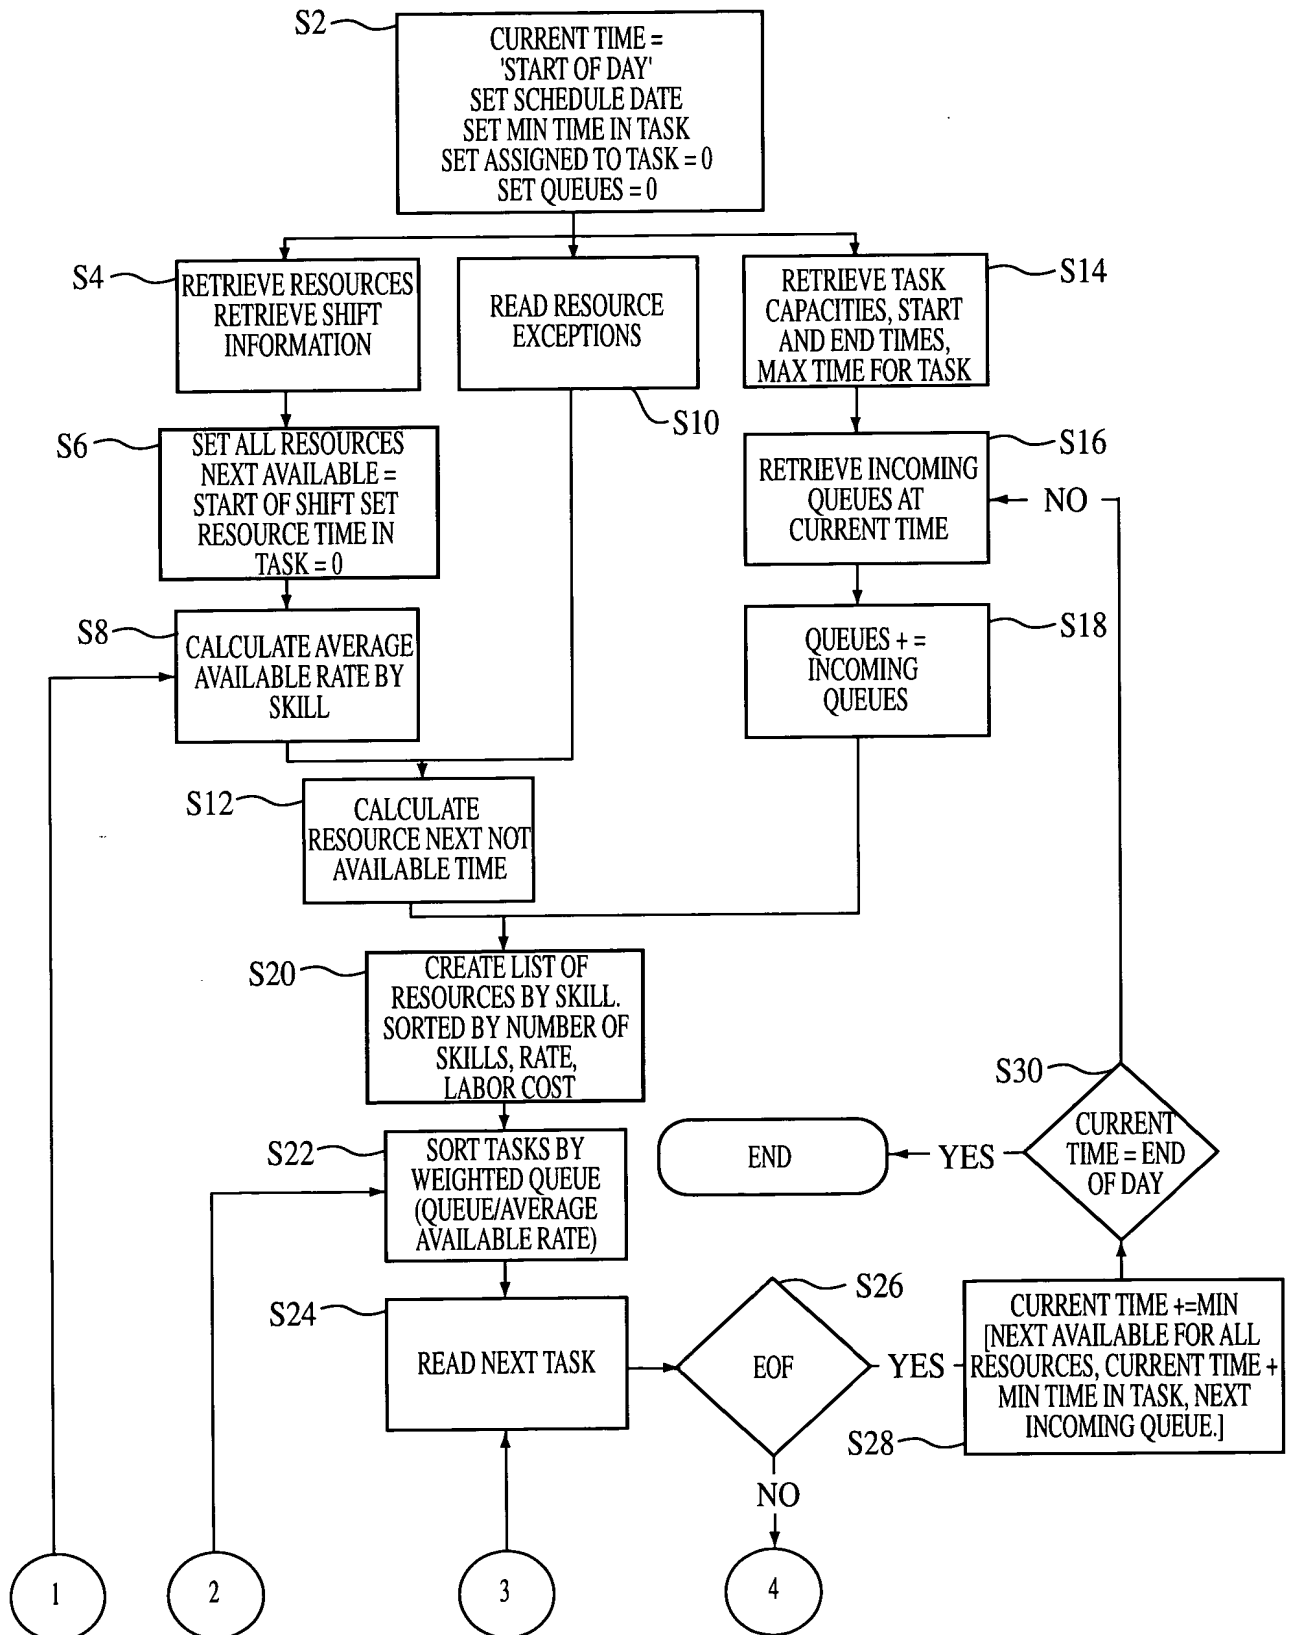 S2
CURRENT TIME =
'START OF DAY'
SET SCHEDULE DATE
SET MIN TIME IN TASK
SET ASSIGNED TO TASK = 0
SET QUEUES = 0
S4
RETRIEVE RESOURCES
RETRIEVE SHIFT
INFORMATION
READ RESOURCE
EXCEPTIONS
S10
RETRIEVE TASK
CAPACITIES, START
AND END TIMES,
MAX TIME FOR TASK
S14
S6
SET ALL RESOURCES
NEXT AVAILABLE =
START OF SHIFT SET
RESOURCE TIME IN
TASK = 0
RETRIEVE INCOMING
QUEUES AT
CURRENT TIME
S16
NO
S8
CALCULATE AVERAGE
AVAILABLE RATE BY
SKILL
QUEUES + =
INCOMING
QUEUES
S18
S12
CALCULATE
RESOURCE NEXT NOT
AVAILABLE TIME
S20
CREATE LIST OF
RESOURCES BY SKILL.
SORTED BY NUMBER OF
SKILLS, RATE,
LABOR COST
S22
SORT TASKS BY
WEIGHTED QUEUE
(QUEUE/AVERAGE
AVAILABLE RATE)
END
YES
S30
CURRENT
TIME = END
OF DAY
S24
READ NEXT TASK
S26
EOF
YES
CURRENT TIME +=MIN
[NEXT AVAILABLE FOR ALL
RESOURCES, CURRENT TIME +
MIN TIME IN TASK, NEXT
INCOMING QUEUE.]
S28
NO
1
2
3
4